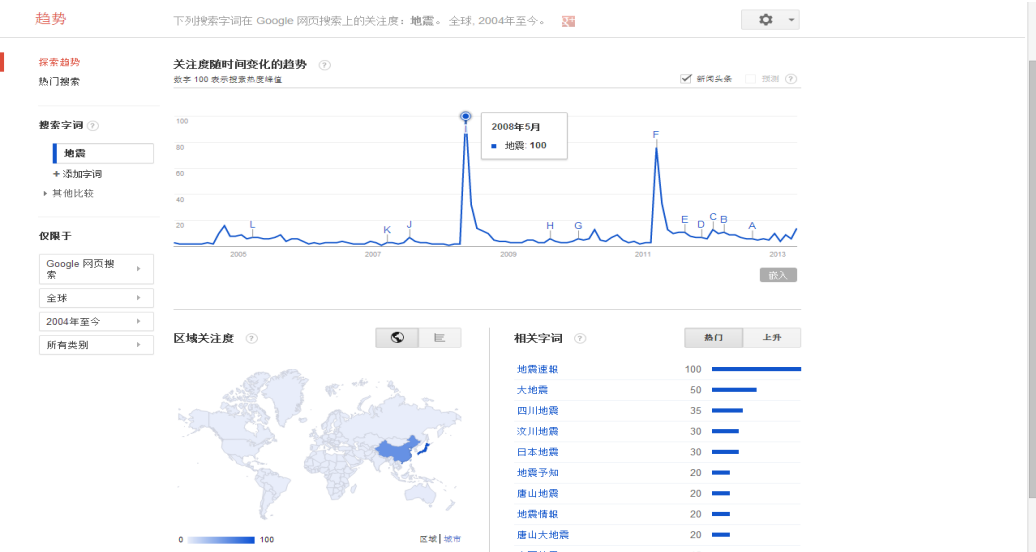 趋势
下列搜索字词在 Google 网页搜索上的关注度：地震。 全球, 2004年至今。
探索趋势
热门搜索
搜索字词 ?
地震
+ 添加字词
其他比较
仅限于
Google 网页搜
索
全球
2004年至今
所有类别
关注度随时间变化的趋势 ?
数字 100 表示搜索热度峰值
新闻头条 预测 ?
100
80
60
40
20
2008年5月
地震: 100
L K J H G F E D C B A
2005 2007 2009 2011 2013
嵌入
区域关注度 ?
0 100
区域 | 城市
相关字词 ?
热门 上升
地震速報 100
大地震 50
四川地震 35
汶川地震 30
日本地震 30
地震予知 20
唐山地震 20
地震情報 20
唐山大地震 20